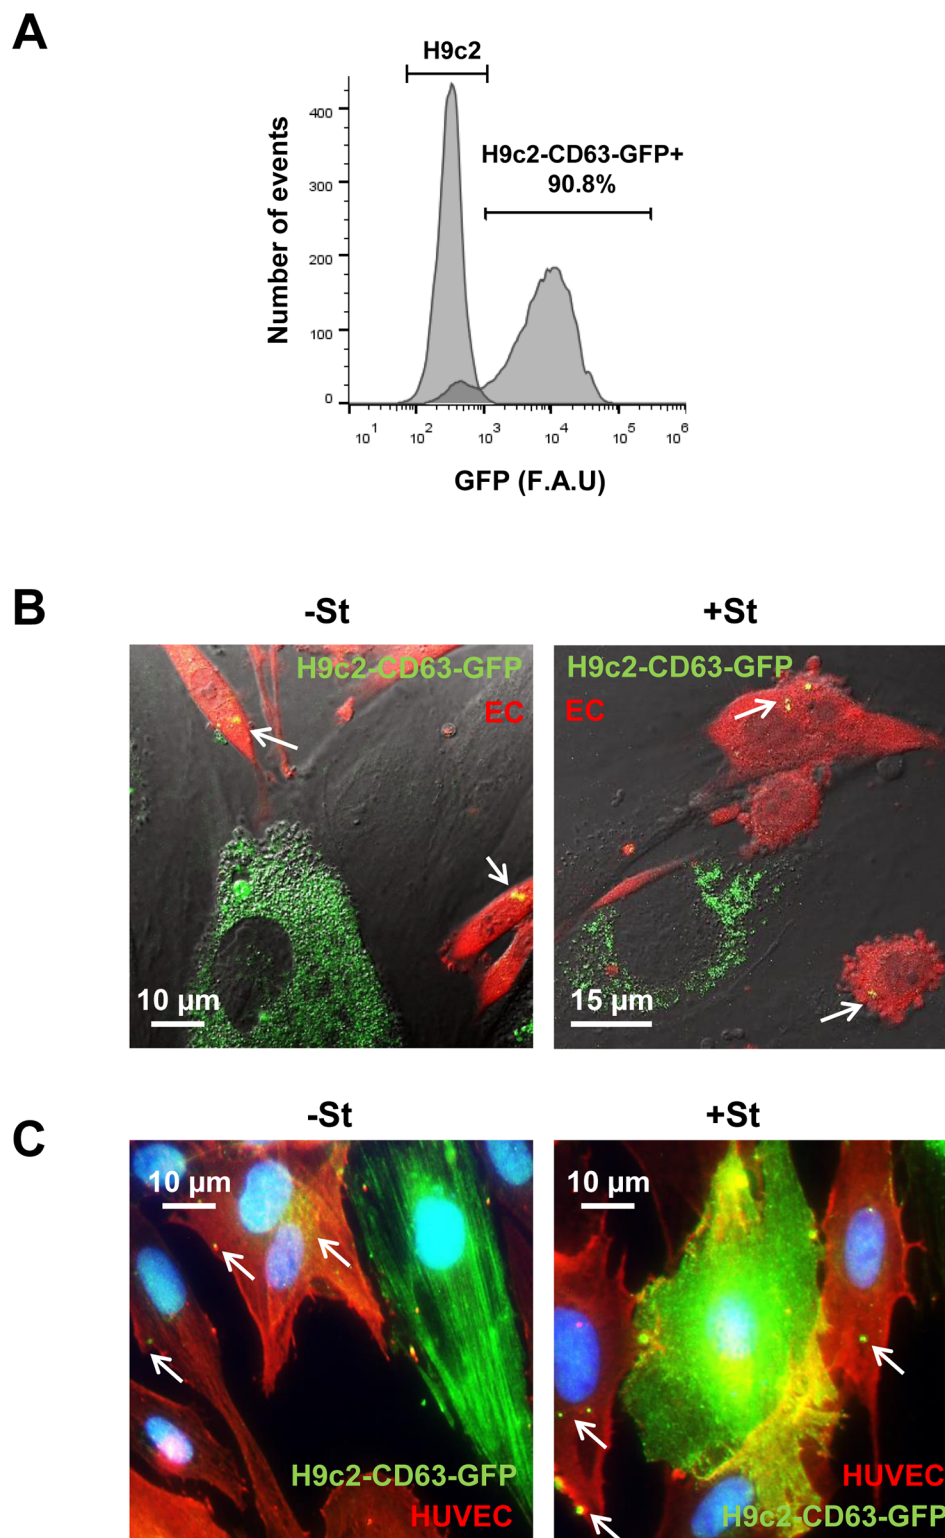 A
H9c2
H9c2-CD63-GFP+
90.8%
Number of events
400
300
200
100
0
10^1 10^2 10^3 10^4 10^5 10^6
GFP (F.A.U)
B
-St
+St
H9c2-CD63-GFP
EC
10 µm
H9c2-CD63-GFP
EC
15 µm
C
-St
+St
10 µm
H9c2-CD63-GFP
HUVEC
10 µm
HUVEC
H9c2-CD63-GFP